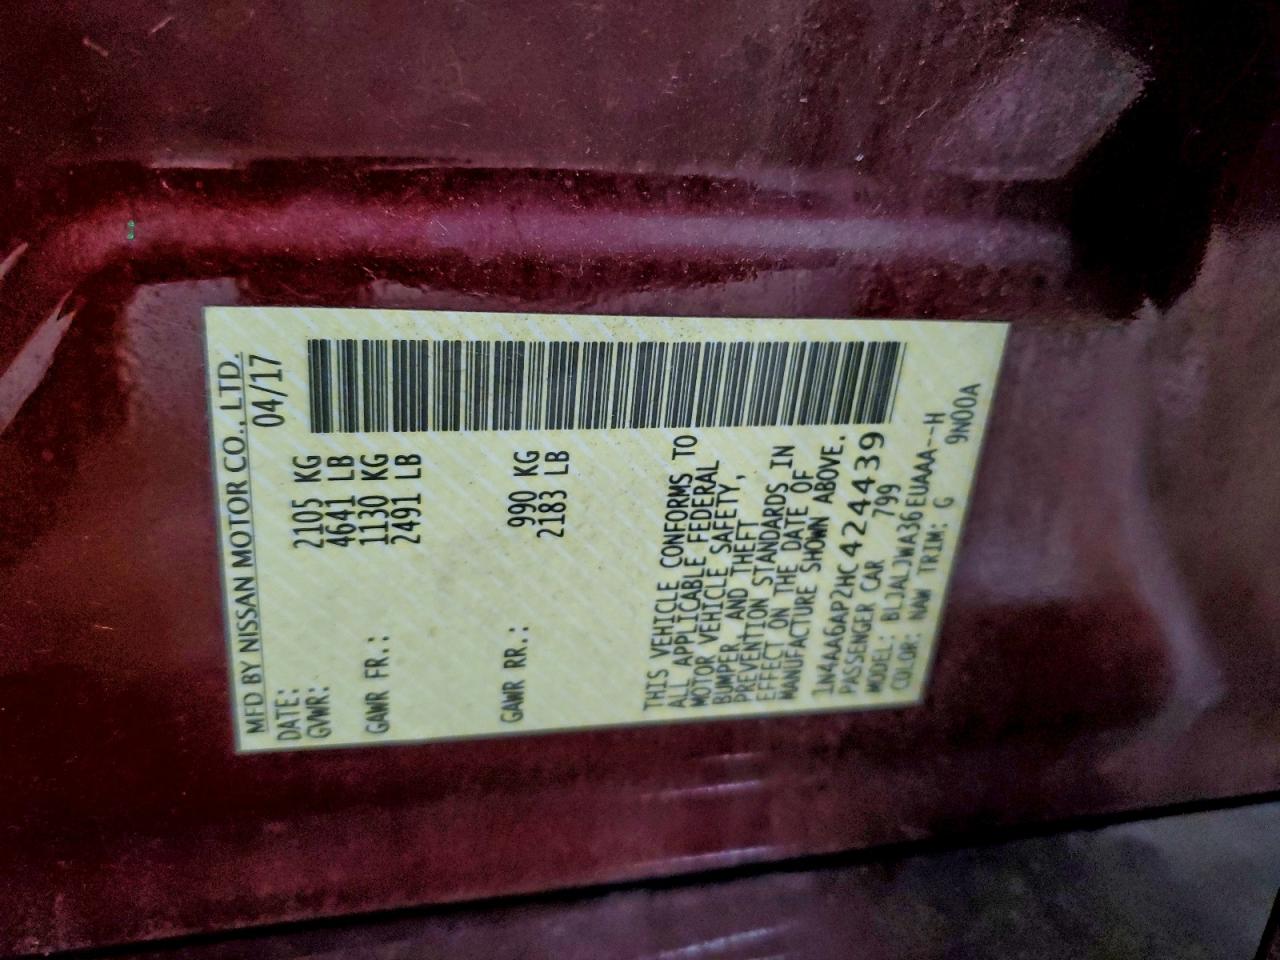 MFD BY NISSAN MOTOR CO., LTD.
DATE: 04/17
GVWR: 2105 KG
4641 LB
GAWR FR.: 1130 KG
2491 LB
GAWR RR.: 990 KG
2183 LB
THIS VEHICLE CONFORMS TO
ALL APPLICABLE FEDERAL
MOTOR VEHICLE SAFETY,
BUMPER AND THEFT
PREVENTION STANDARDS IN
EFFECT ON THE DATE OF
MANUFACTURE SHOWN ABOVE.
1N4AA6AP2HC424439
PASSENGER CAR 799
MODEL: BLJALJWA36EUAAA--H
COLOR: NAW TRIM: G 9N00A